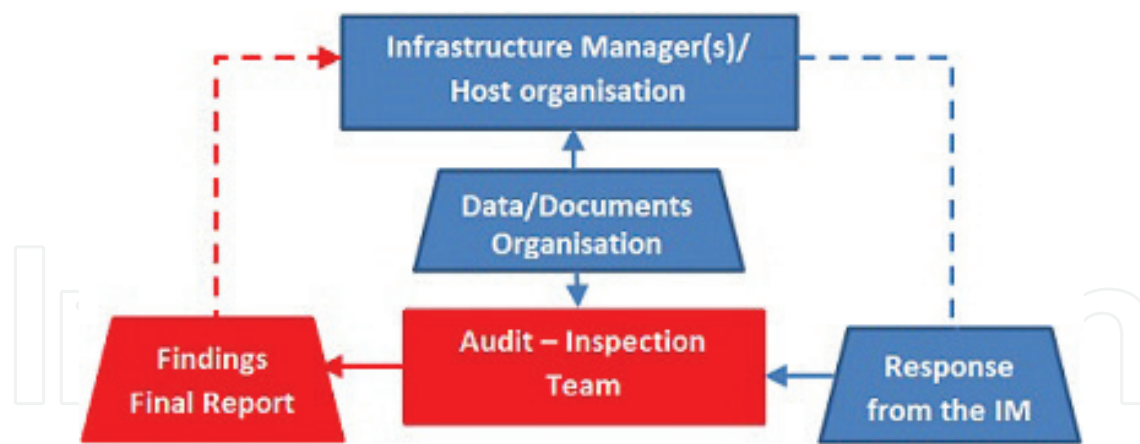 Infrastructure Manager(s)/
Host organisation
Data/Documents
Organisation
Audit – Inspection
Team
Findings
Final Report
Response
from the IM